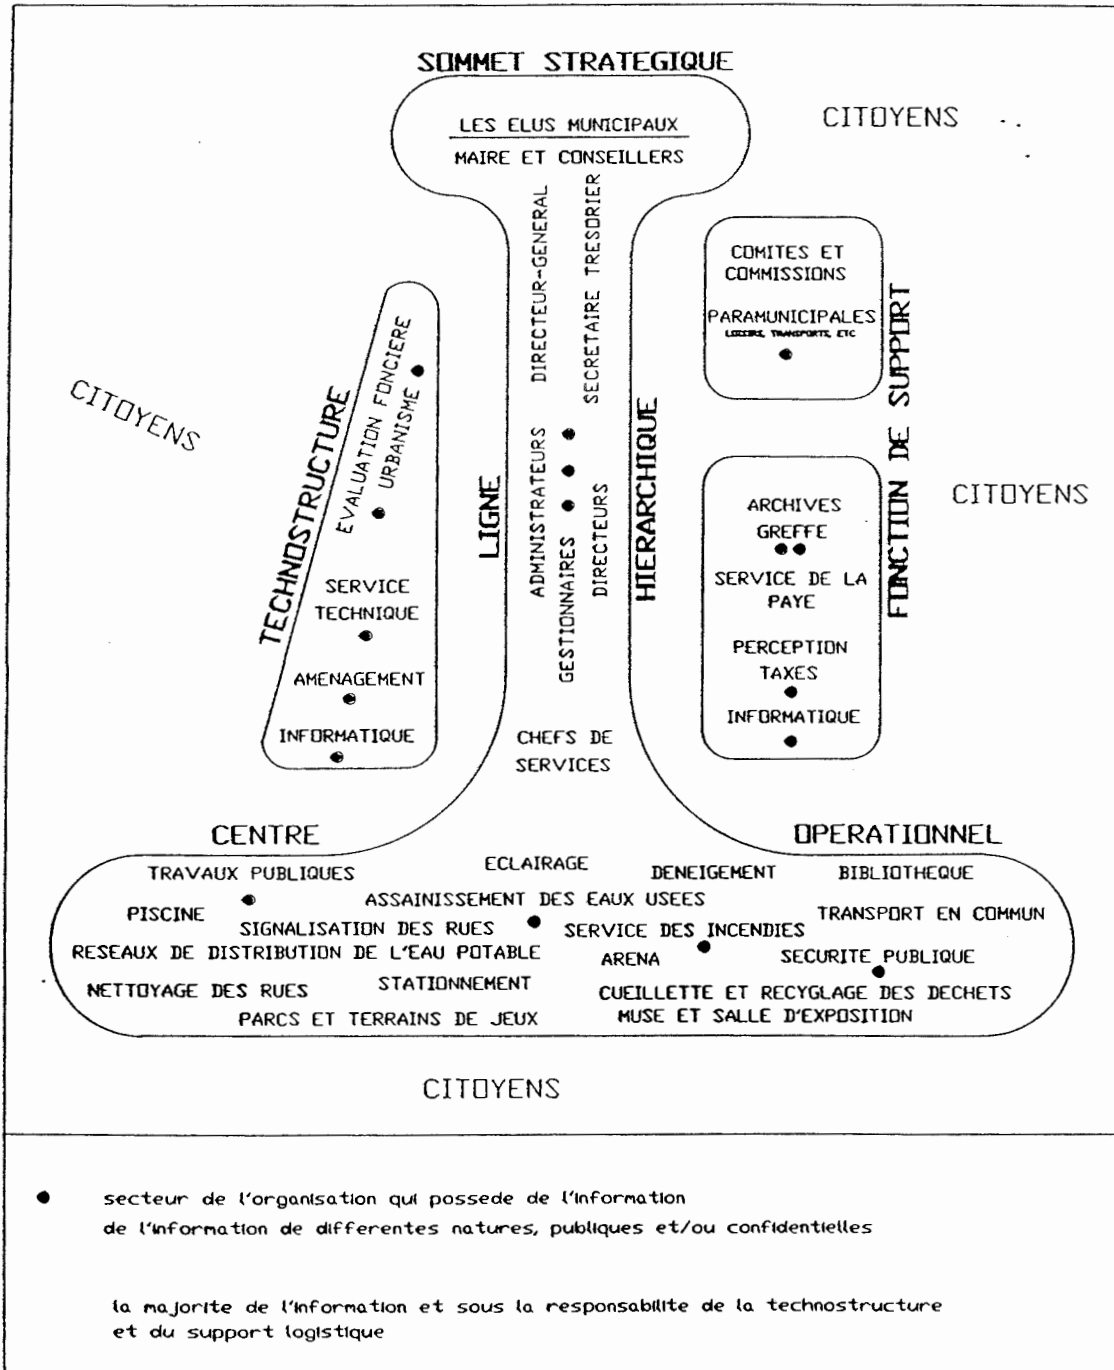 SOMMET STRATEGIQUE
LES ELUS MUNICIPAUX
MAIRE ET CONSEILLERS
CITOYENS
DIRECTEUR-GENERAL
SECRETAIRE TRESORIER
COMITES ET
COMMISSIONS
PARAMUNICIPALES
LOISIRS, TRANSPORTS, ETC
FONCTION DE SUPPORT
CITOYENS
TECHNOSTRUCTURE
EVALUATION FONCIERE
URBANISME
SERVICE
TECHNIQUE
AMENAGEMENT
INFORMATIQUE
LIGNE
HIERARCHIQUE
ADMINISTRATEURS
GESTIONNAIRES
DIRECTEURS
CHEFS DE
SERVICES
ARCHIVES
GREFFE
SERVICE DE LA
PAYE
PERCEPTION
TAXES
INFORMATIQUE
CITOYENS
CENTRE
OPERATIONNEL
TRAVAUX PUBLIQUES
ECLAIRAGE
DENEIGEMENT
BIBLIOTHEQUE
ASSAINISSEMENT DES EAUX USEES
PISCINE
SIGNALISATION DES RUES
SERVICE DES INCENDIES
TRANSPORT EN COMMUN
RESEAUX DE DISTRIBUTION DE L'EAU POTABLE
ARENA
SECURITE PUBLIQUE
NETTOYAGE DES RUES
STATIONNEMENT
CUEILLETTE ET RECYGLAGE DES DECHETS
PARCS ET TERRAINS DE JEUX
MUSE ET SALLE D'EXPOSITION
CITOYENS
secteur de l'organisation qui possede de l'information
de l'information de differentes natures, publiques et/ou confidentielles
la majorite de l'information et sous la responsabilite de la technostructure
et du support logistique